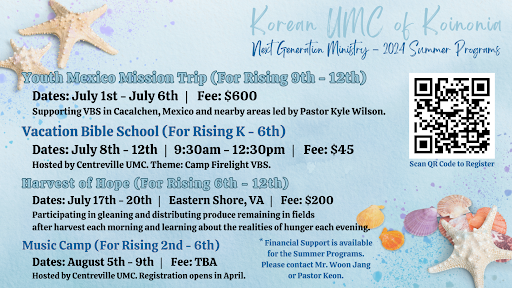 Korean UMC of Koinonia
Next Generation Ministry - 2024 Summer Programs
Youth Mexico Mission Trip (For Rising 9th - 12th)
Dates: July 1st - July 6th | Fee: $600
Supporting VBS in Cacalchen, Mexico and nearby areas led by Pastor Kyle Wilson.
Vacation Bible School (For Rising K - 6th)
Dates: July 8th - 12th | 9:30am - 12:30pm | Fee: $45
Hosted by Centreville UMC. Theme: Camp Firelight VBS.
Scan QR Code to Register
Harvest of Hope (For Rising 6th - 12th)
Dates: July 17th - 20th | Eastern Shore, VA | Fee: $200
Participating in gleaning and distributing produce remaining in fields
after harvest each morning and learning about the realities of hunger each evening.
Music Camp (For Rising 2nd - 6th)
Dates: August 5th - 9th | Fee: TBA
Hosted by Centreville UMC. Registration opens in April.
* Financial Support is available
for the Summer Programs.
Please contact Mr. Woon Jang
or Pastor Keon.